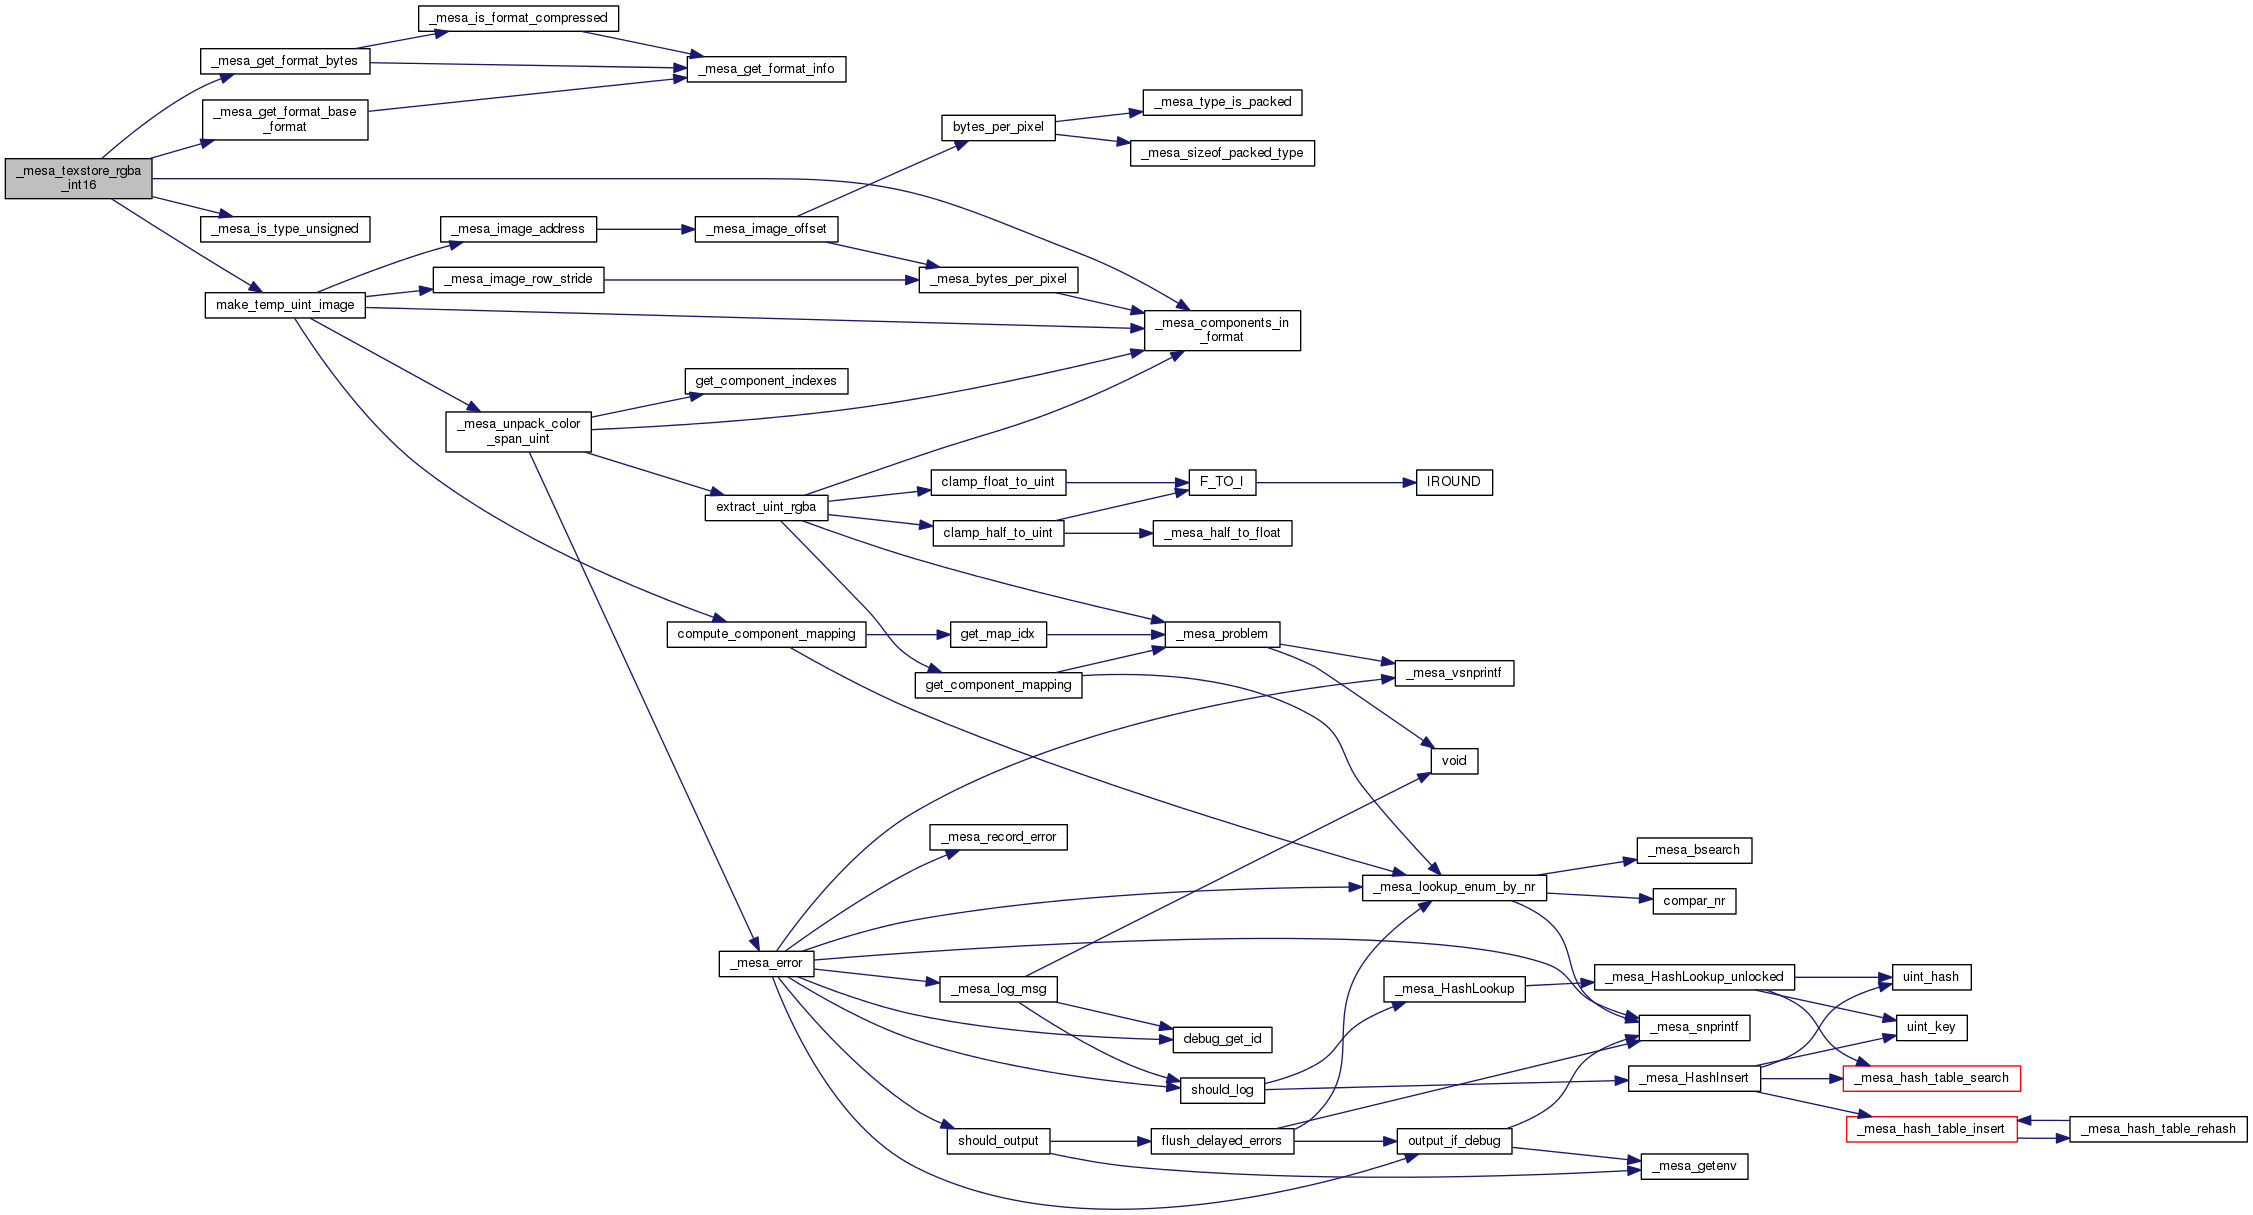 _mesa_is_format_compressed
_mesa_get_format_bytes
_mesa_get_format_info
_mesa_get_format_base
_format
_mesa_type_is_packed
bytes_per_pixel
_mesa_sizeof_packed_type
_mesa_texstore_rgba
_int16
_mesa_is_type_unsigned
_mesa_image_address
_mesa_image_offset
_mesa_image_row_stride
_mesa_bytes_per_pixel
make_temp_uint_image
_mesa_components_in
_format
get_component_indexes
_mesa_unpack_color
_span_uint
clamp_float_to_uint
F_TO_I
IROUND
extract_uint_rgba
clamp_half_to_uint
_mesa_half_to_float
compute_component_mapping
get_map_idx
_mesa_problem
_mesa_vsnprintf
get_component_mapping
void
_mesa_record_error
_mesa_bsearch
_mesa_lookup_enum_by_nr
compar_nr
_mesa_error
_mesa_log_msg
_mesa_HashLookup
_mesa_HashLookup_unlocked
uint_hash
debug_get_id
_mesa_snprintf
uint_key
should_log
_mesa_HashInsert
_mesa_hash_table_search
should_output
flush_delayed_errors
output_if_debug
_mesa_hash_table_insert
_mesa_hash_table_rehash
_mesa_getenv